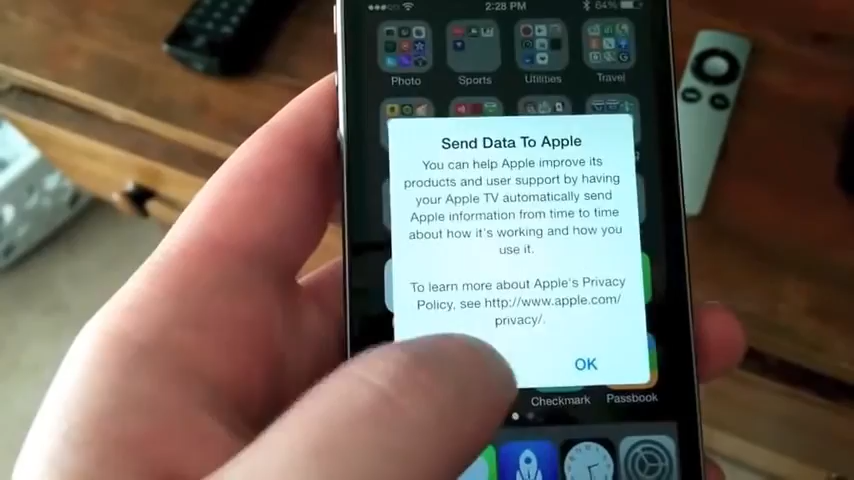 2:28 PM
64%
Photo
Sports
Utilities
Travel
Send Data To Apple
You can help Apple improve its
products and user support by having
your Apple TV automatically send
Apple information from time to time
about how it's working and how you
use it.
To learn more about Apple's Privacy
Policy, see http://www.apple.com/
privacy/.
OK
Checkmark
Passbook